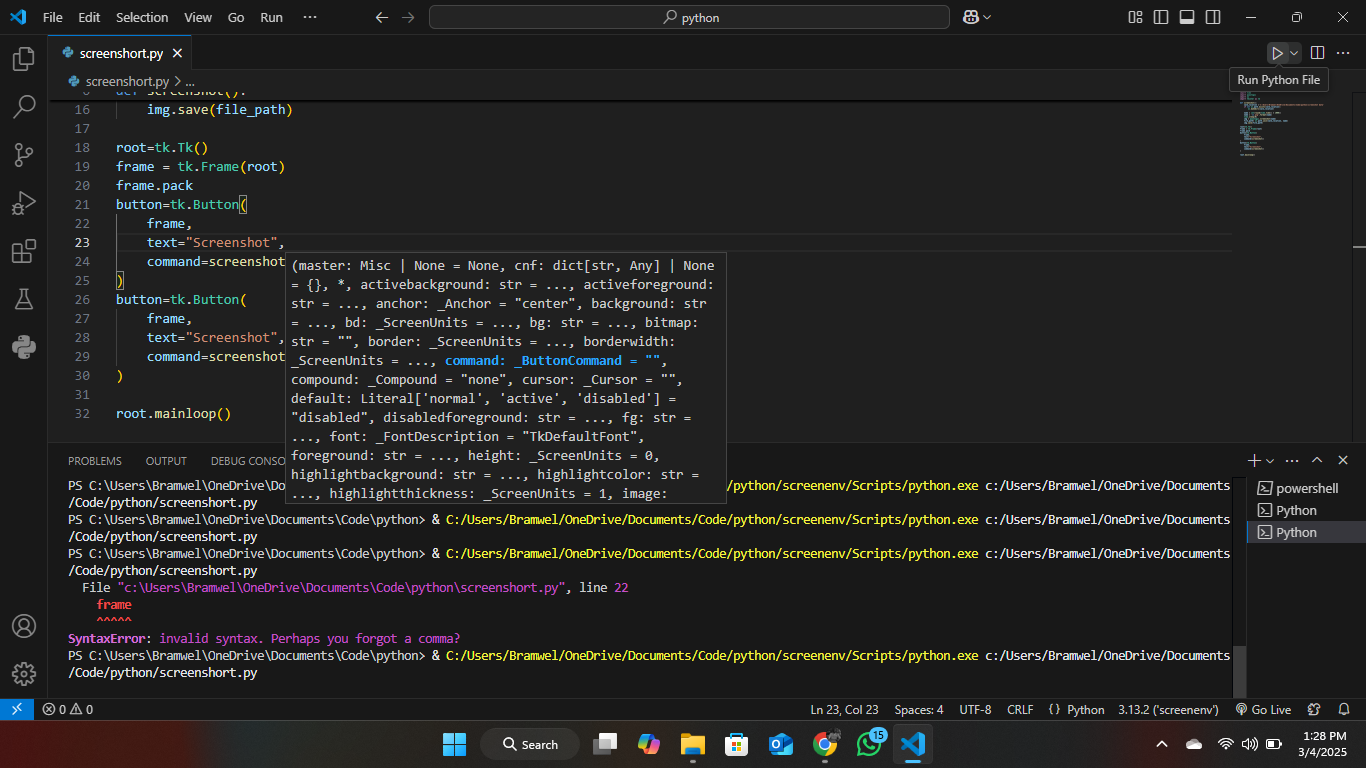 File Edit Selection View Go Run ··· python
screenshort.py
screenshort.py > ...
Run Python File
def screenshot():
16 img.save(file_path)
17
18 root=tk.Tk()
19 frame = tk.Frame(root)
20 frame.pack
21 button=tk.Button(
22 frame,
23 text="Screenshot",
24 command=screenshot
25 )
26 button=tk.Button(
27 frame,
28 text="Screenshot",
29 command=screenshot
30 )
31
32 root.mainloop()
(master: Misc | None = None, cnf: dict[str, Any] | None
= {}, *, activebackground: str = ..., activeforeground:
str = ..., anchor: _Anchor = "center", background: str
= ..., bd: _ScreenUnits = ..., bg: str = ..., bitmap:
str = "", border: _ScreenUnits = ..., borderwidth:
_ScreenUnits = ..., command: _ButtonCommand = "",
compound: _Compound = "none", cursor: _Cursor = "",
default: Literal['normal', 'active', 'disabled'] =
"disabled", disabledforeground: str = ..., fg: str =
..., font: _FontDescription = "TkDefaultFont",
foreground: str = ..., height: _ScreenUnits = 0,
highlightbackground: str = ..., highlightcolor: str =
..., highlightthickness: _ScreenUnits = 1, image:
PROBLEMS OUTPUT DEBUG CONSO
PS C:\Users\Bramwel\OneDrive\Do /python/screenenv/Scripts/python.exe c:/Users/Bramwel/OneDrive/Documents
/Code/python/screenshort.py
PS C:\Users\Bramwel\OneDrive\Documents\Code\python> & C:/Users/Bramwel/OneDrive/Documents/Code/python/screenenv/Scripts/python.exe c:/Users/Bramwel/OneDrive/Documents
/Code/python/screenshort.py
PS C:\Users\Bramwel\OneDrive\Documents\Code\python> & C:/Users/Bramwel/OneDrive/Documents/Code/python/screenenv/Scripts/python.exe c:/Users/Bramwel/OneDrive/Documents
/Code/python/screenshort.py
File "c:\Users\Bramwel\OneDrive\Documents\Code\python\screenshort.py", line 22
frame
^^^^^
SyntaxError: invalid syntax. Perhaps you forgot a comma?
PS C:\Users\Bramwel\OneDrive\Documents\Code\python> & C:/Users/Bramwel/OneDrive/Documents/Code/python/screenenv/Scripts/python.exe c:/Users/Bramwel/OneDrive/Documents
/Code/python/screenshort.py
powershell
Python
Python
0 0 Ln 23, Col 23 Spaces: 4 UTF-8 CRLF {} Python 3.13.2 ('screenenv') Go Live
Search 15 1:28 PM
3/4/2025